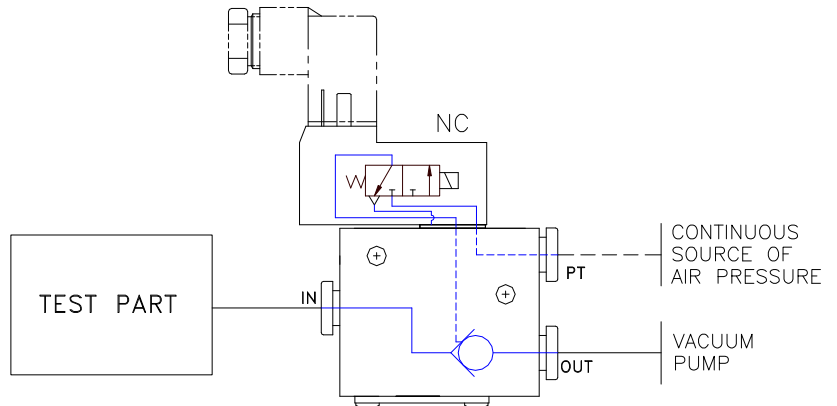 NC
CONTINUOUS
SOURCE OF
AIR PRESSURE
PT
TEST PART
IN
OUT
VACUUM
PUMP